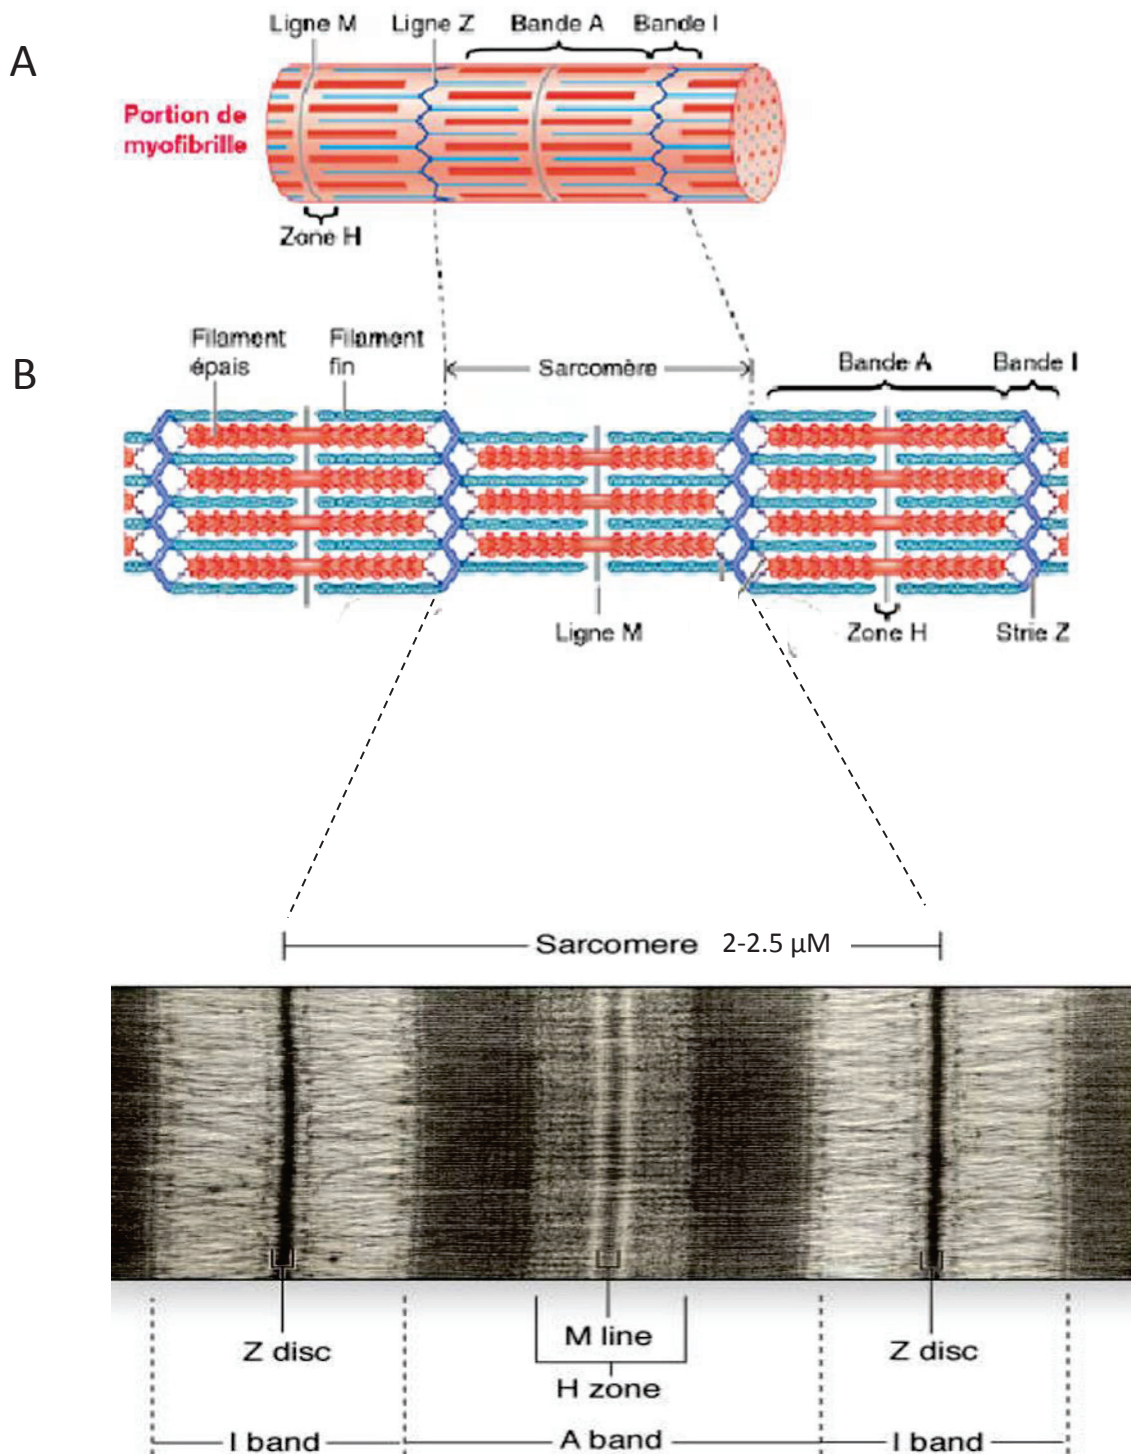 A
Ligne M Ligne Z Bande A Bande I
Portion de
myofibrille
Zone H
B
Filament
épais
Filament
fin
Sarcomère
Bande A Bande I
Ligne M
Zone H
Strie Z
Sarcomere 2-2.5 µM
Z disc
M line
Z disc
H zone
I band
A band
I band